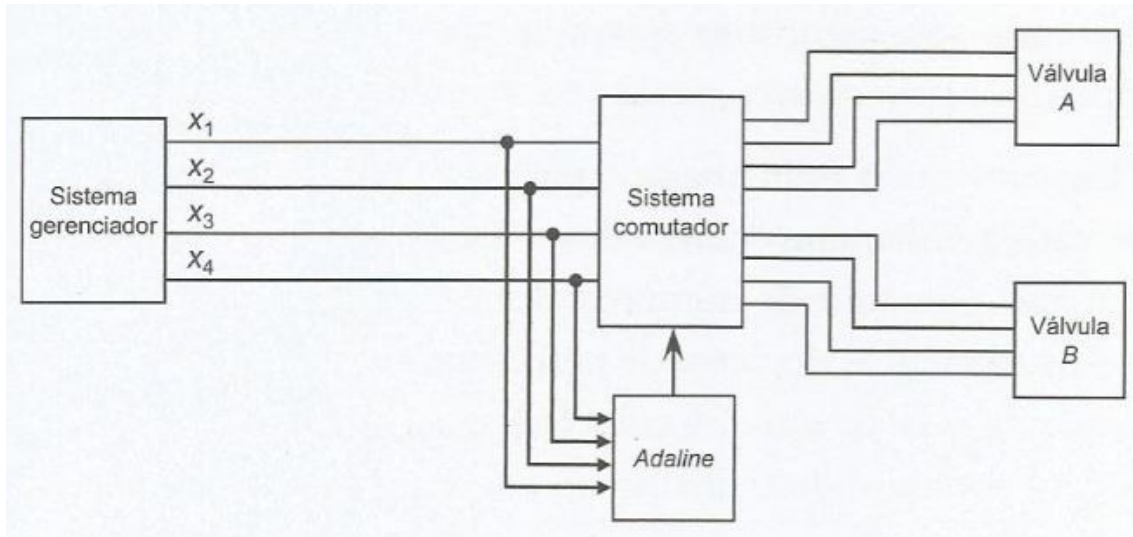 Sistema
gerenciador
x1
x2
x3
x4
Sistema
comutador
Adaline
Válvula
A
Válvula
B